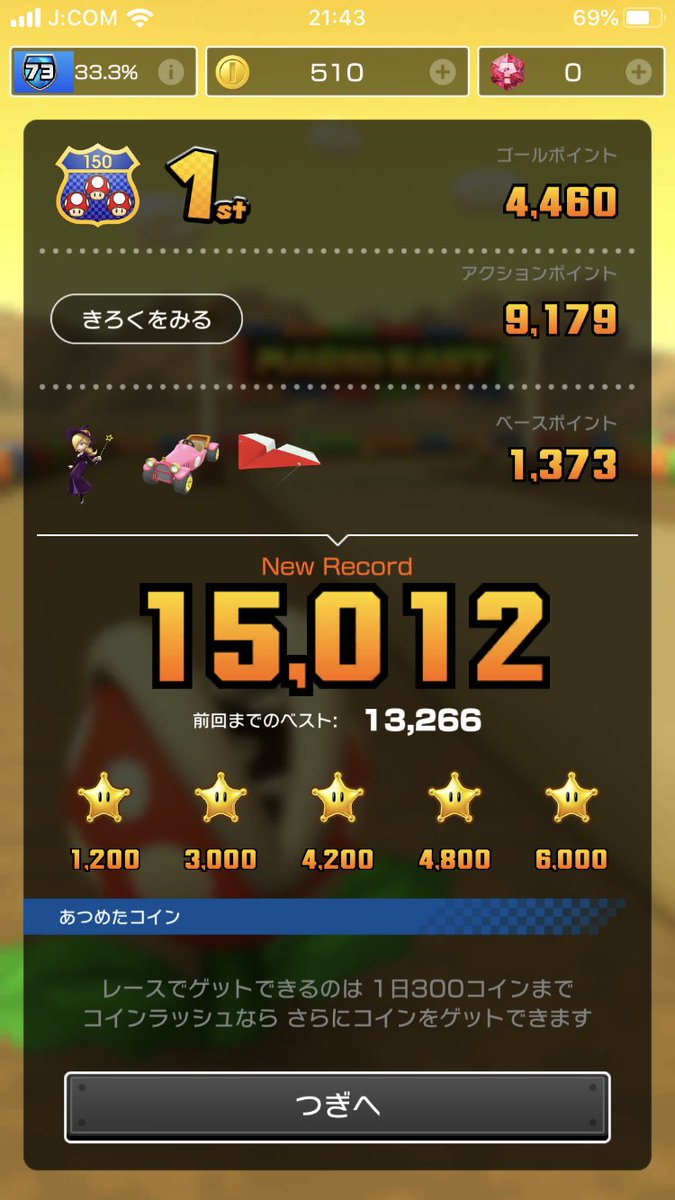 J:COM 21:43 69%
73 33.3% i 510 + ? 0 +
150 1st ゴールポイント
4,460
アクションポイント
きろくをみる 9,179
ベースポイント
1,373
New Record
15,012
前回までのベスト: 13,266
1,200 3,000 4,200 4,800 6,000
あつめたコイン
レースでゲットできるのは 1日300コインまで
コインラッシュなら さらにコインをゲットできます
つぎへ